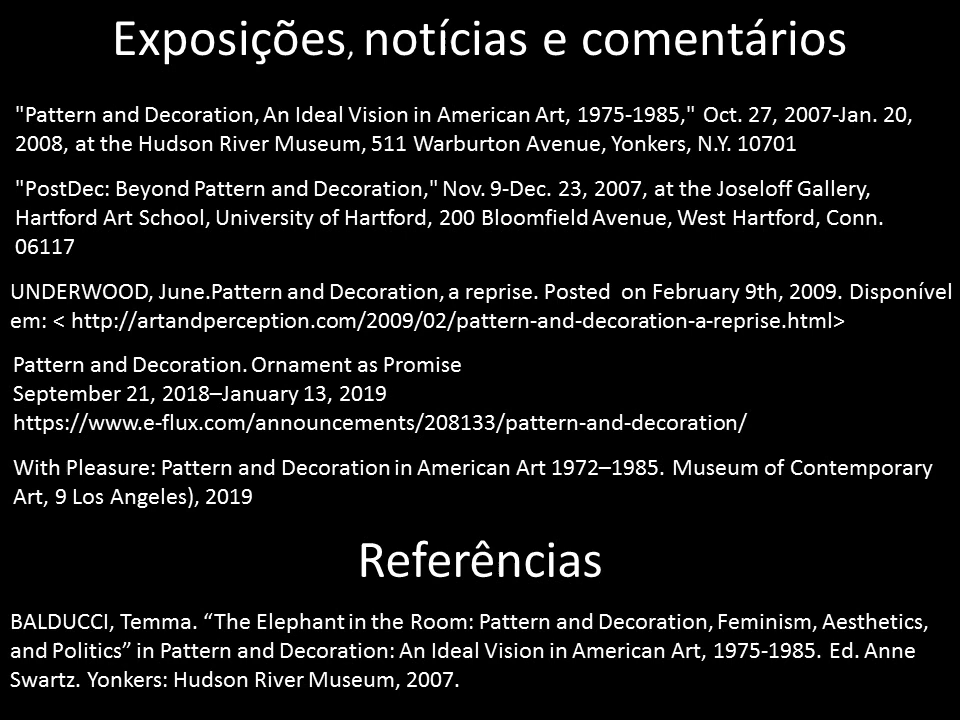 Exposições, notícias e comentários
"Pattern and Decoration, An Ideal Vision in American Art, 1975-1985," Oct. 27, 2007-Jan. 20,
2008, at the Hudson River Museum, 511 Warburton Avenue, Yonkers, N.Y. 10701
"PostDec: Beyond Pattern and Decoration," Nov. 9-Dec. 23, 2007, at the Joseloff Gallery,
Hartford Art School, University of Hartford, 200 Bloomfield Avenue, West Hartford, Conn.
06117
UNDERWOOD, June.Pattern and Decoration, a reprise. Posted on February 9th, 2009. Disponível
em: < http://artandperception.com/2009/02/pattern-and-decoration-a-reprise.html>
Pattern and Decoration. Ornament as Promise
September 21, 2018–January 13, 2019
https://www.e-flux.com/announcements/208133/pattern-and-decoration/
With Pleasure: Pattern and Decoration in American Art 1972–1985. Museum of Contemporary
Art, 9 Los Angeles), 2019
Referências
BALDUCCI, Temma. “The Elephant in the Room: Pattern and Decoration, Feminism, Aesthetics,
and Politics” in Pattern and Decoration: An Ideal Vision in American Art, 1975-1985. Ed. Anne
Swartz. Yonkers: Hudson River Museum, 2007.